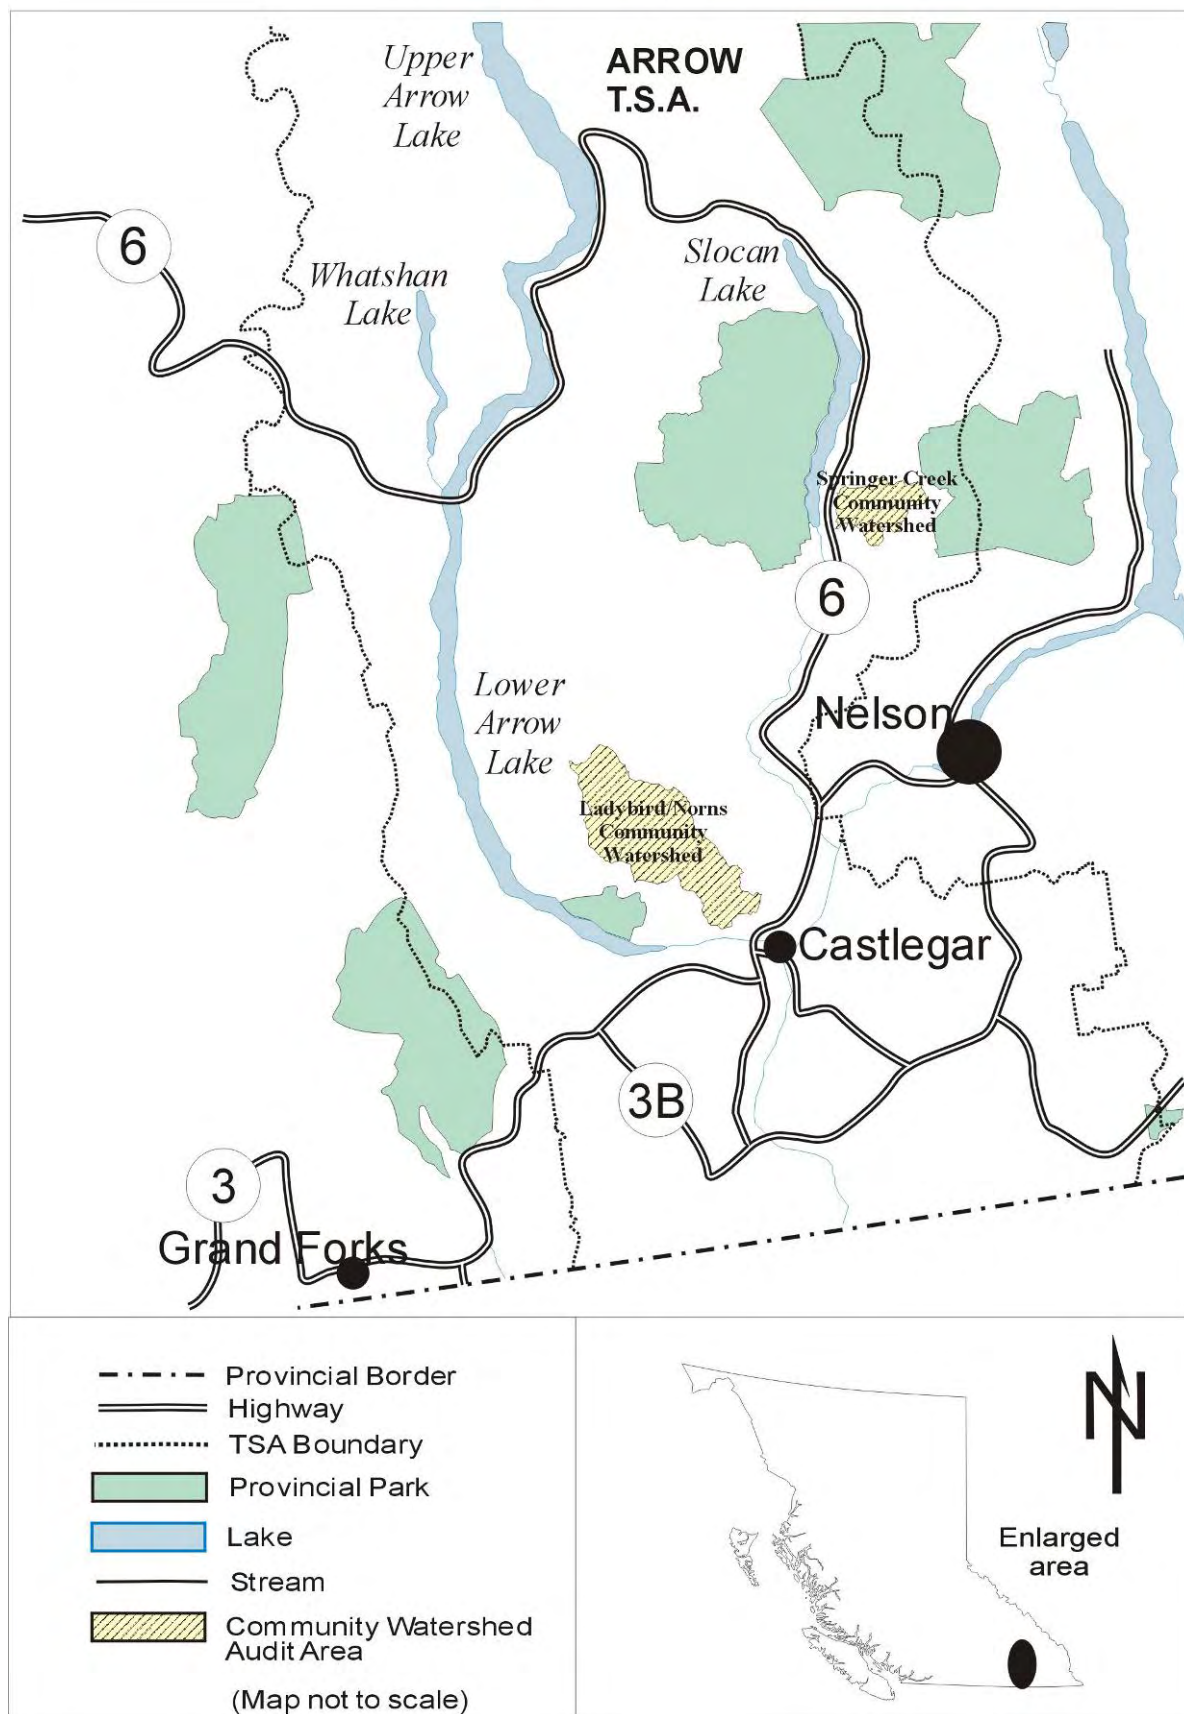 Upper
Arrow
Lake
ARROW
T.S.A.
6
Whatshan
Lake
Slocan
Lake
Springer Creek
Community
Watershed
6
Lower
Arrow
Lake
Nelson
Ladybird/Norns
Community
Watershed
Castlegar
3B
3
Grand Forks
Provincial Border
Highway
TSA Boundary
Provincial Park
Lake
Stream
Community Watershed
Audit Area
(Map not to scale)
N
Enlarged
area